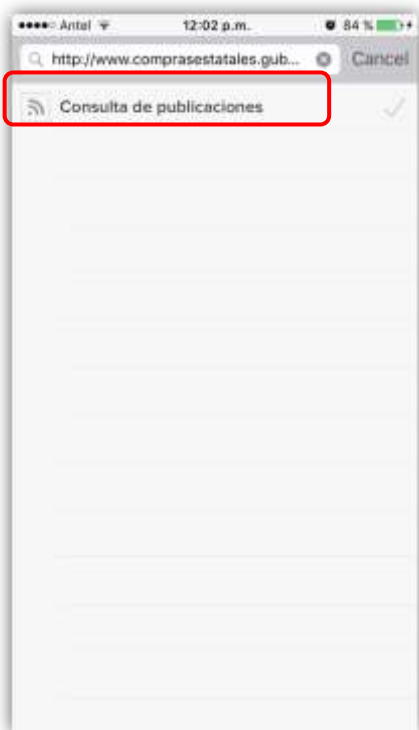 Antel 12:02 p.m. 84 %
http://www.comprasestatales.gub... Cancel
Consulta de publicaciones